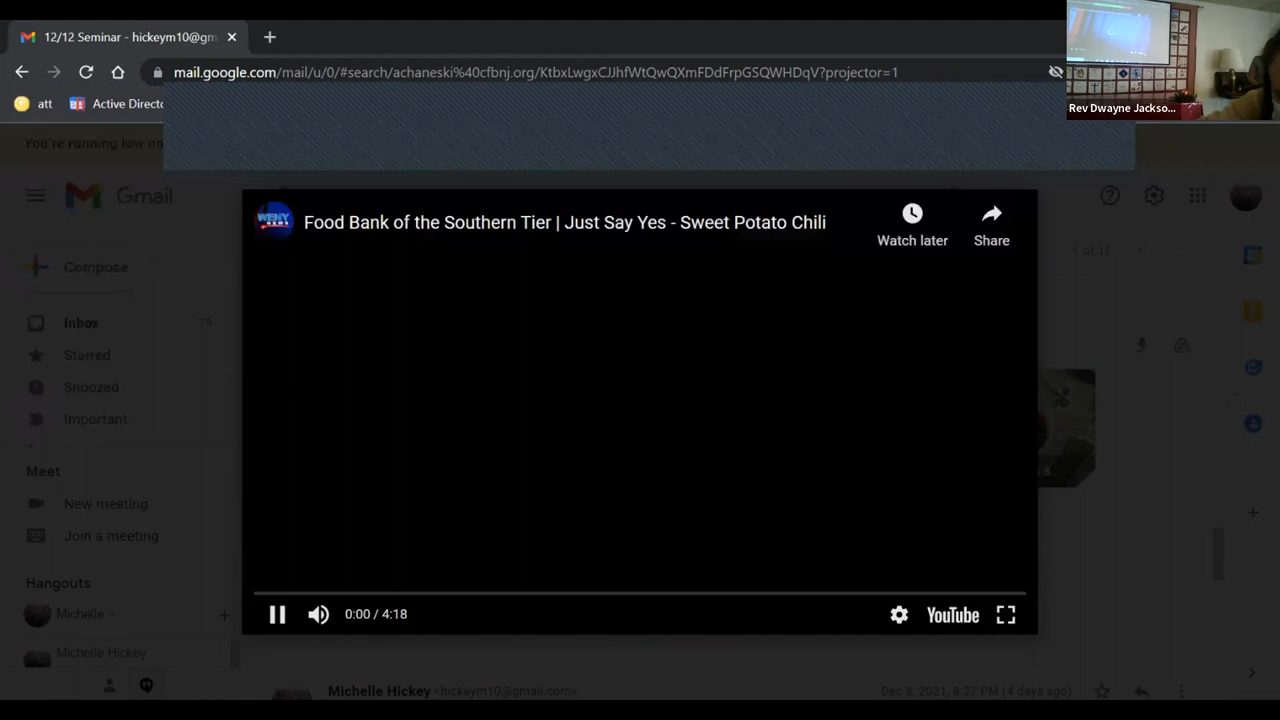 12/12 Seminar - hickeym10@gm
mail.google.com/mail/u/0/#search/achaneski%40cfbnj.org/KtbxLwgxCJJhfWtQwQXmFDdFrpGSQWHDqV?projector=1
att
Active Directo
Rev Dwayne Jackso...
You're running low on
Gmail
WENY
NEWS
Food Bank of the Southern Tier | Just Say Yes - Sweet Potato Chili
Watch later
Share
Compose
Inbox
Starred
Snoozed
Important
Meet
New meeting
Join a meeting
Hangouts
Michelle
Michelle Hickey
0:00 / 4:18
YouTube
Michelle Hickey <hickeym10@gmail.com>
Dec 8, 2021, 8:27 PM (4 days ago)